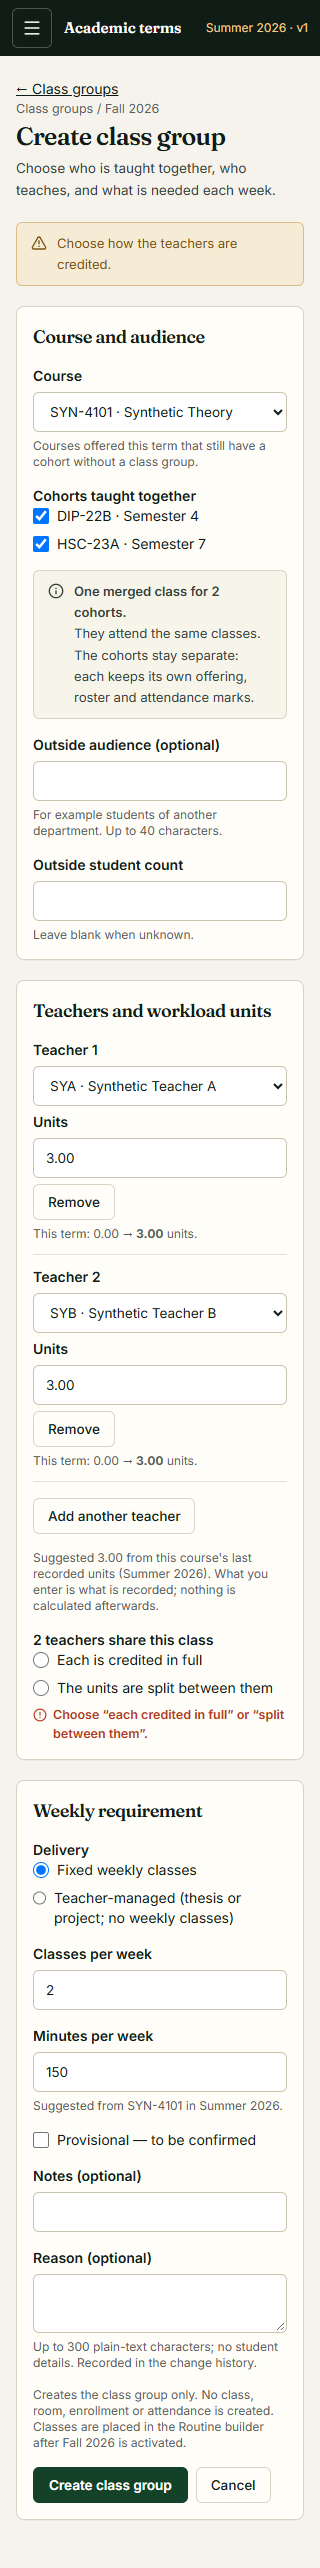 Academic terms
Summer 2026 · v1
← Class groups
Class groups / Fall 2026
Create class group
Choose who is taught together, who
teaches, and what is needed each week.
Choose how the teachers are
credited.
Course and audience
Course
SYN-4101 · Synthetic Theory
Courses offered this term that still have a
cohort without a class group.
Cohorts taught together
DIP-22B · Semester 4
HSC-23A · Semester 7
One merged class for 2
cohorts.
They attend the same classes.
The cohorts stay separate:
each keeps its own offering,
roster and attendance marks.
Outside audience (optional)
For example students of another
department. Up to 40 characters.
Outside student count
Leave blank when unknown.
Teachers and workload units
Teacher 1
SYA · Synthetic Teacher A
Units
3.00
Remove
This term: 0.00 → 3.00 units.
Teacher 2
SYB · Synthetic Teacher B
Units
3.00
Remove
This term: 0.00 → 3.00 units.
Add another teacher
Suggested 3.00 from this course's last
recorded units (Summer 2026). What you
enter is what is recorded; nothing is
calculated afterwards.
2 teachers share this class
Each is credited in full
The units are split between them
Choose “each credited in full” or “split
between them”.
Weekly requirement
Delivery
Fixed weekly classes
Teacher-managed (thesis or
project; no weekly classes)
Classes per week
2
Minutes per week
150
Suggested from SYN-4101 in Summer 2026.
Provisional — to be confirmed
Notes (optional)
Reason (optional)
Up to 300 plain-text characters; no student
details. Recorded in the change history.
Creates the class group only. No class,
room, enrollment or attendance is created.
Classes are placed in the Routine builder
after Fall 2026 is activated.
Create class group
Cancel